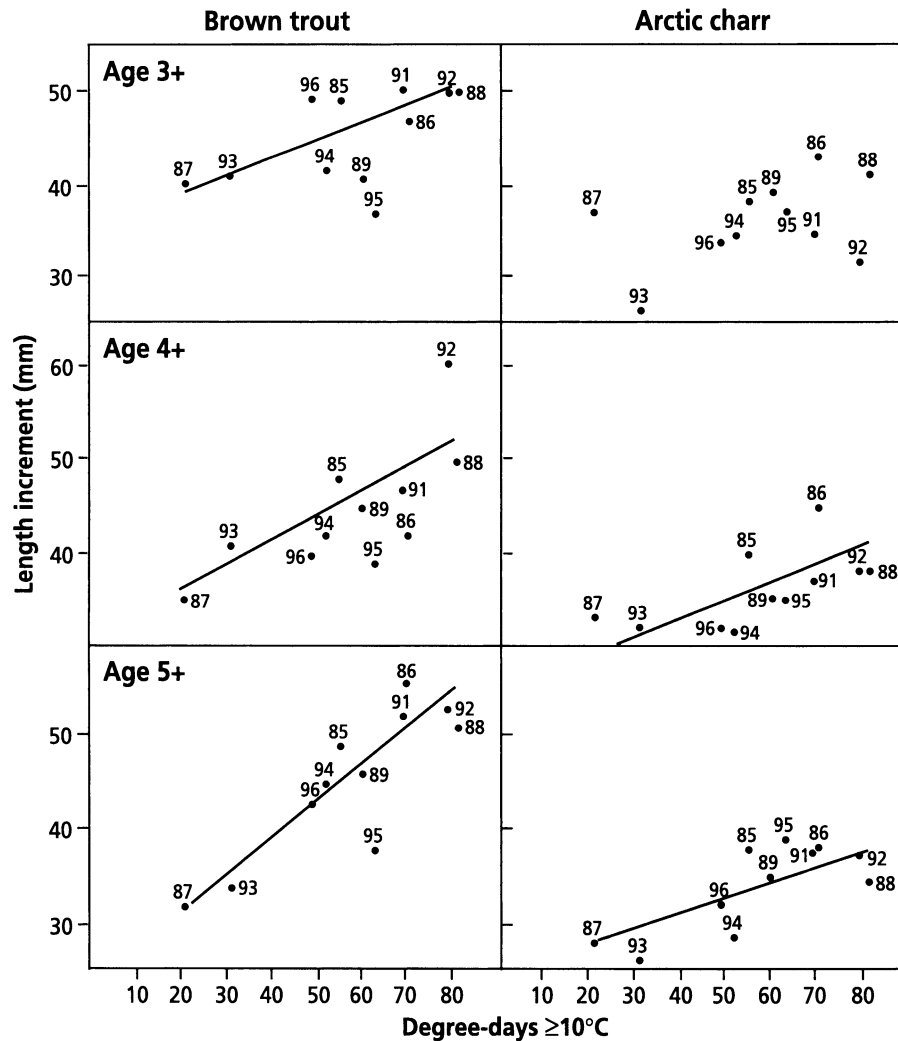 Brown trout Arctic charr
Age 3+
50
40
30
96 85 91 92 88
86
87 93 94 89
95
86
88
87 85 89
96 94 95 91
92
93
Length increment (mm)
Age 4+
60
50
40
92
85 88
93 94 89 91
96 95 86
87
86
85
92 88
87 93 89 95 91
96 94
Age 5+
50
40
30
86
91 92
85 88
94 89
96
95
87 93
95 86
85 91 92
89 88
96
87 94
93
10 20 30 40 50 60 70 80 10 20 30 40 50 60 70 80
Degree-days ≥10°C